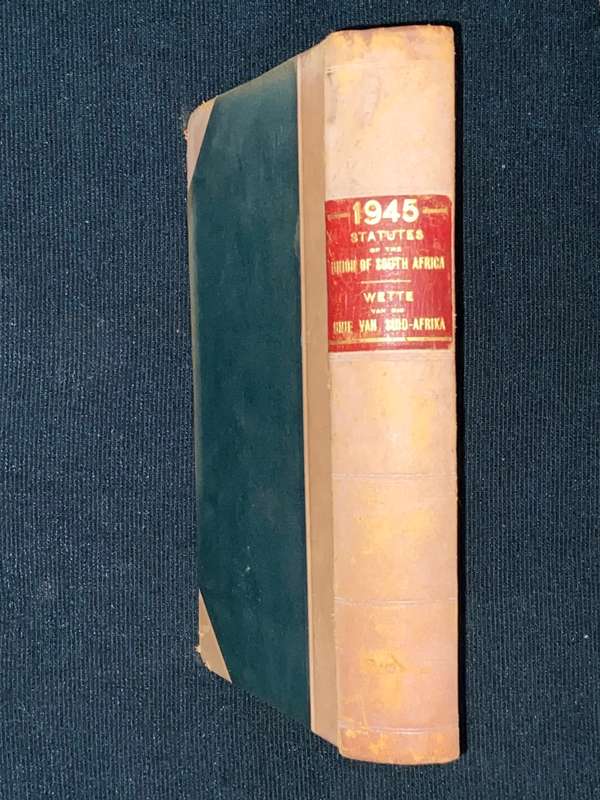 1945
STATUTES
OF THE
UNION OF SOUTH AFRICA
WETTE
VAN DIE
UNIE VAN SUID-AFRIKA